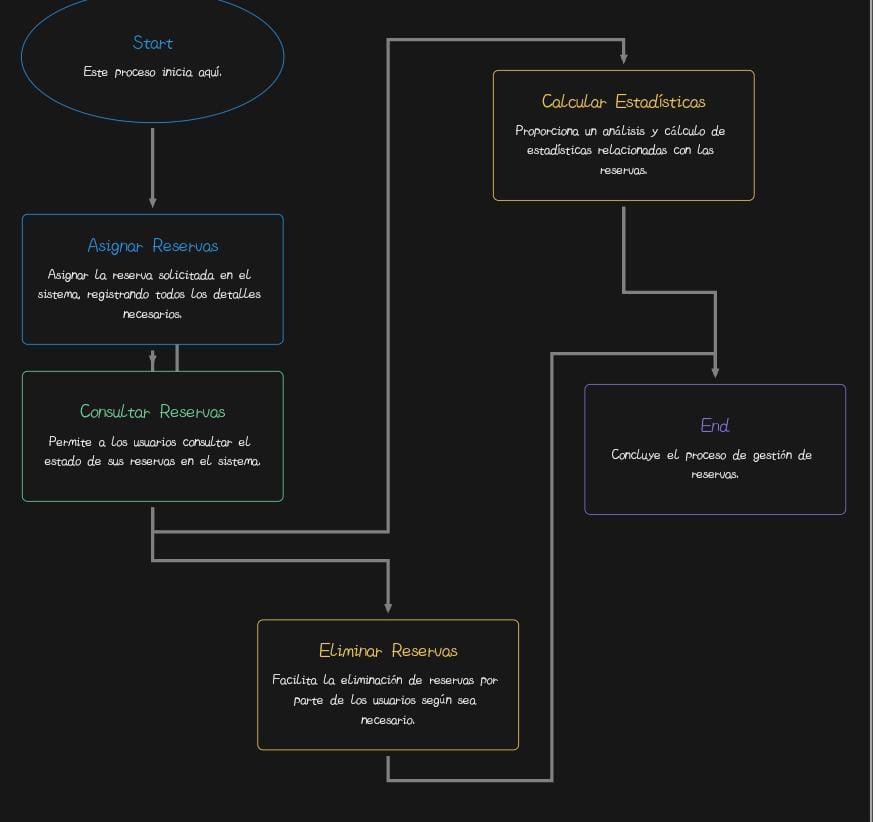 Start
Este proceso inicia aquí.
Asignar Reservas
Asignar la reserva solicitada en el
sistema, registrando todos los detalles
necesarios.
Consultar Reservas
Permite a los usuarios consultar el
estado de sus reservas en el sistema.
Calcular Estadísticas
Proporciona un análisis y cálculo de
estadísticas relacionadas con las
reservas.
Eliminar Reservas
Facilita la eliminación de reservas por
parte de los usuarios según sea
necesario.
End
Concluye el proceso de gestión de
reservas.